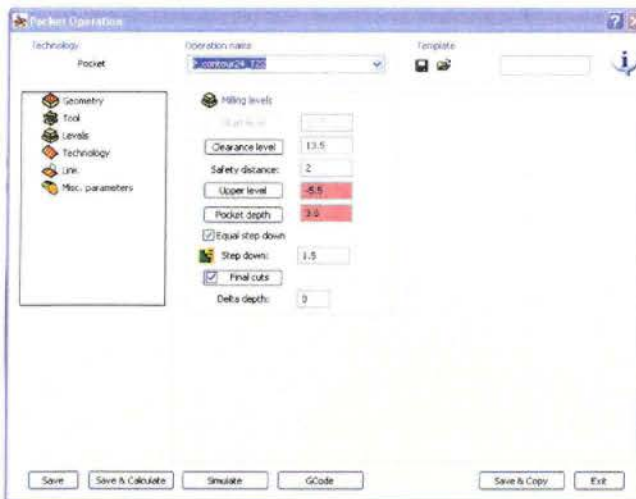 Pocket Operation
Technology
Pocket
Operation name
Template
Geometry
Tool
Levels
Technology
Link
Misc. parameters
Milling levels
Start level
Clearance level
13.5
Safety distance:
2
Upper level
-5.5
Pocket depth
Equal step down
Step down:
1.5
Final cuts
Delta depth:
0
Save
Save & Calculate
Simulate
GCode
Save & Copy
Exit